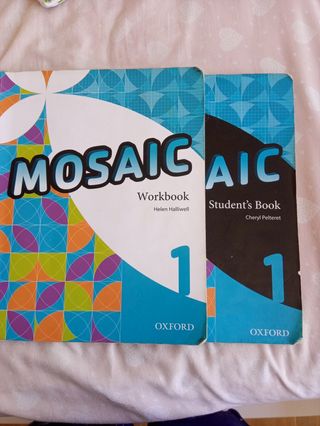 MOSAIC
Workbook
Helen Halliwell
1
OXFORD
AIC
Student's Book
Cheryl Pelteret
1
OXFORD